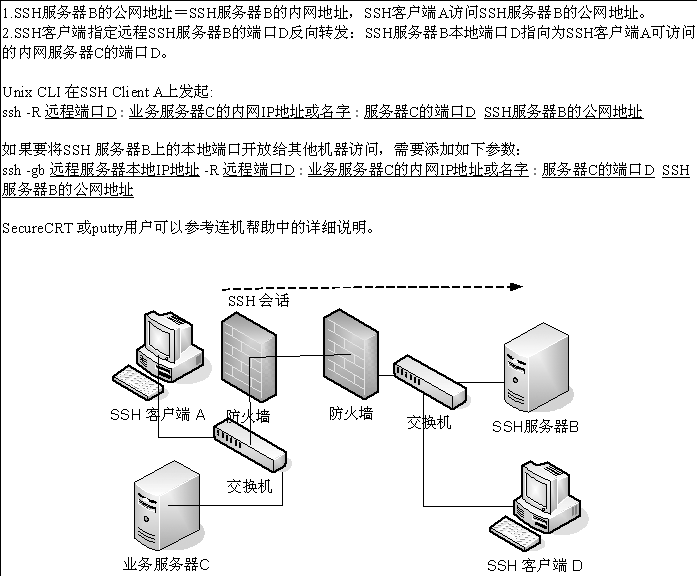 1.SSH服务器B的公网地址＝SSH服务器B的内网地址，SSH客户端A访问SSH服务器B的公网地址。
2.SSH客户端指定远程SSH服务器B的端口D反向转发：SSH服务器B本地端口D指向为SSH客户端A可访问
的内网服务器C的端口D。
Unix CLI 在SSH Client A上发起:
ssh -R 远程端口D : 业务服务器C的内网IP地址或名字 : 服务器C的端口D SSH服务器B的公网地址
如果要将SSH 服务器B上的本地端口开放给其他机器访问，需要添加如下参数：
ssh -gb 远程服务器本地IP地址 -R 远程端口D : 业务服务器C的内网IP地址或名字 : 服务器C的端口D SSH
服务器B的公网地址
SecureCRT 或putty用户可以参考连机帮助中的详细说明。
SSH 会话
SSH 客户端 A
防火墙
防火墙
交换机
SSH服务器B
交换机
业务服务器C
SSH 客户端 D